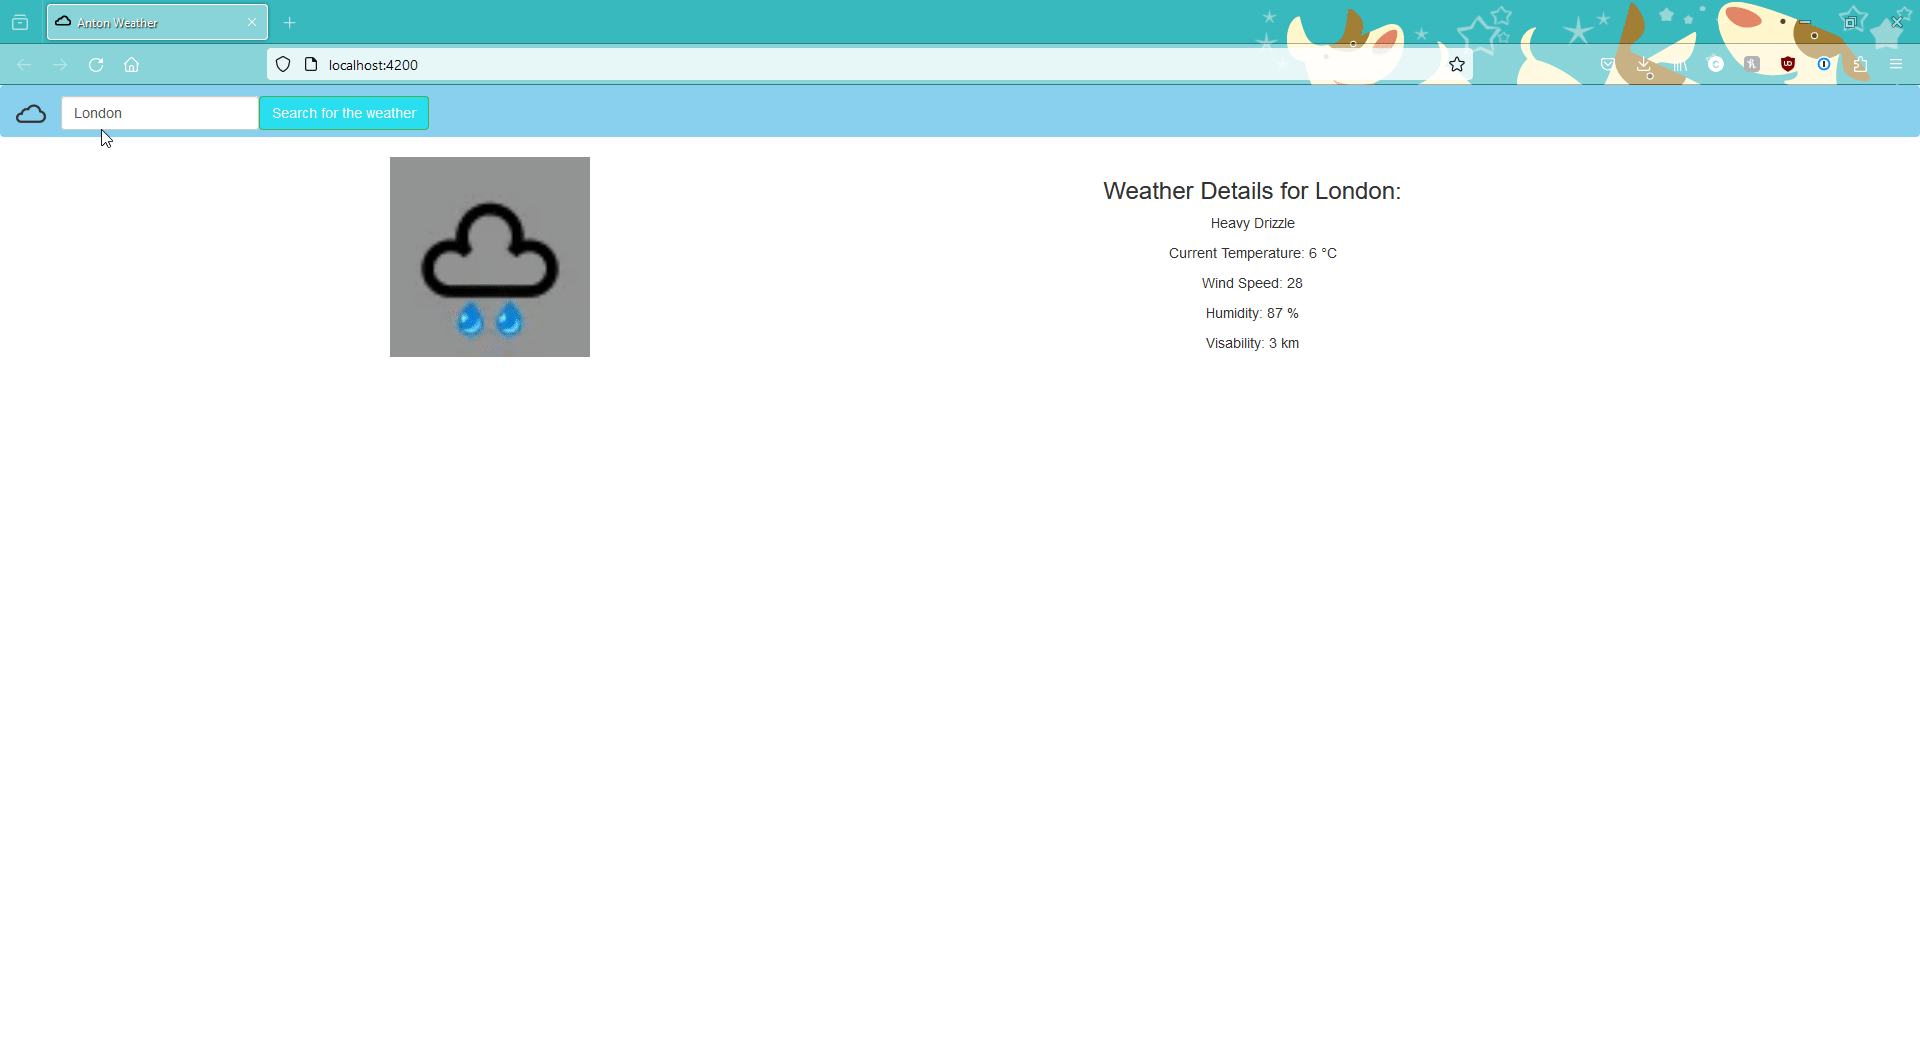 Anton Weather
localhost:4200
London
Search for the weather
Weather Details for London:
Heavy Drizzle
Current Temperature: 6 °C
Wind Speed: 28
Humidity: 87 %
Visability: 3 km